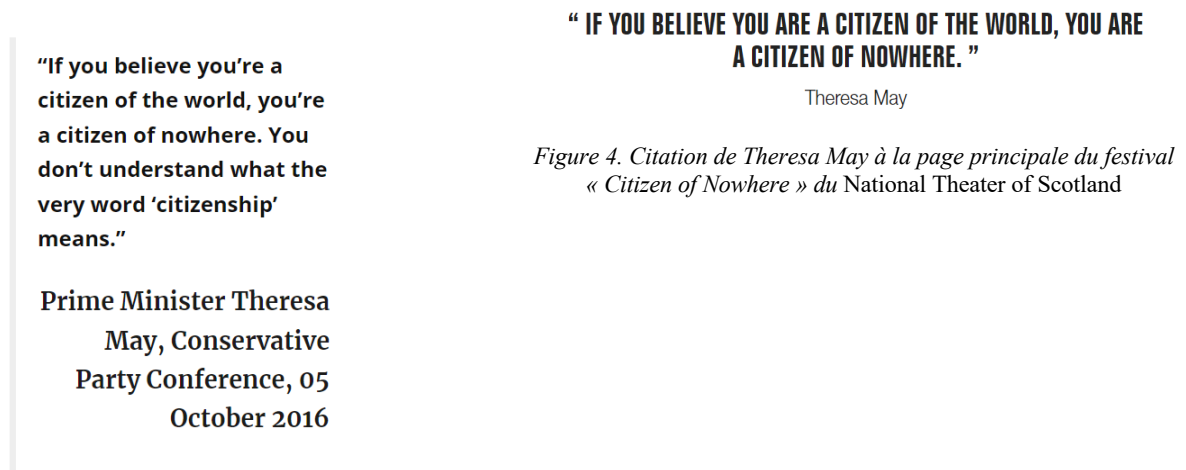 “If you believe you’re a
citizen of the world, you’re
a citizen of nowhere. You
don’t understand what the
very word ‘citizenship’
means.”
Prime Minister Theresa
May, Conservative
Party Conference, 05
October 2016
“ IF YOU BELIEVE YOU ARE A CITIZEN OF THE WORLD, YOU ARE
A CITIZEN OF NOWHERE. ”
Theresa May
Figure 4. Citation de Theresa May à la page principale du festival
« Citizen of Nowhere » du National Theater of Scotland